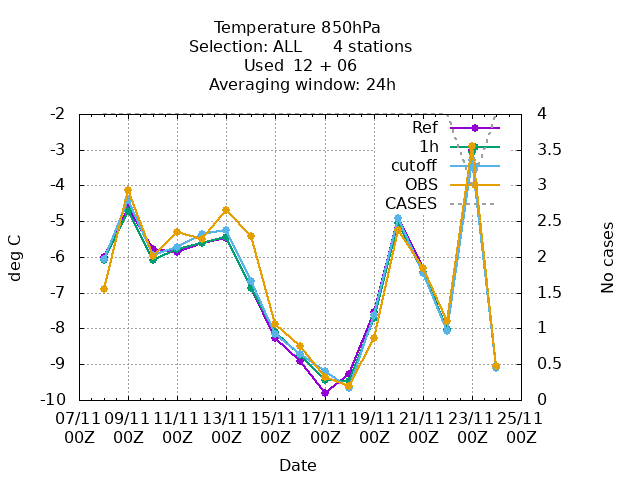 Temperature 850hPa
Selection: ALL 4 stations
Used 12 + 06
Averaging window: 24h
-2
-3
-4
-5
-6
-7
-8
-9
-10
4
3.5
3
2.5
2
1.5
1
0.5
0
Ref
1h
cutoff
OBS
CASES
deg C
No cases
07/11 09/11 11/11 13/11 15/11 17/11 19/11 21/11 23/11 25/11
00Z 00Z 00Z 00Z 00Z 00Z 00Z 00Z 00Z 00Z
Date